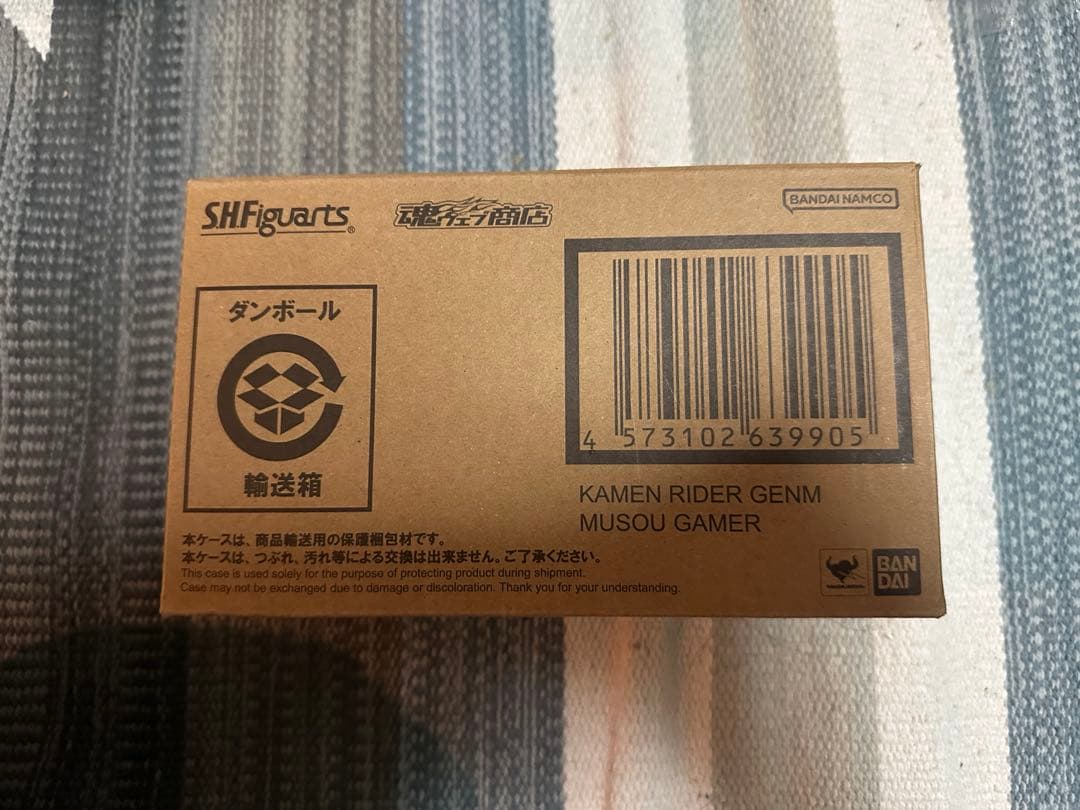 S.H.Figuarts®
魂ウェブ商店
BANDAI NAMCO
ダンボール
輸送箱
4 573102 639905
KAMEN RIDER GENM
MUSOU GAMER
本ケースは、商品輸送用の保護梱包材です。
本ケースは、つぶれ、汚れ等による交換は出来ません。ご了承ください。
This case is used solely for the purpose of protecting product during shipment.
Case may not be exchanged due to damage or discoloration. Thank you for your understanding.
BAN
DAI